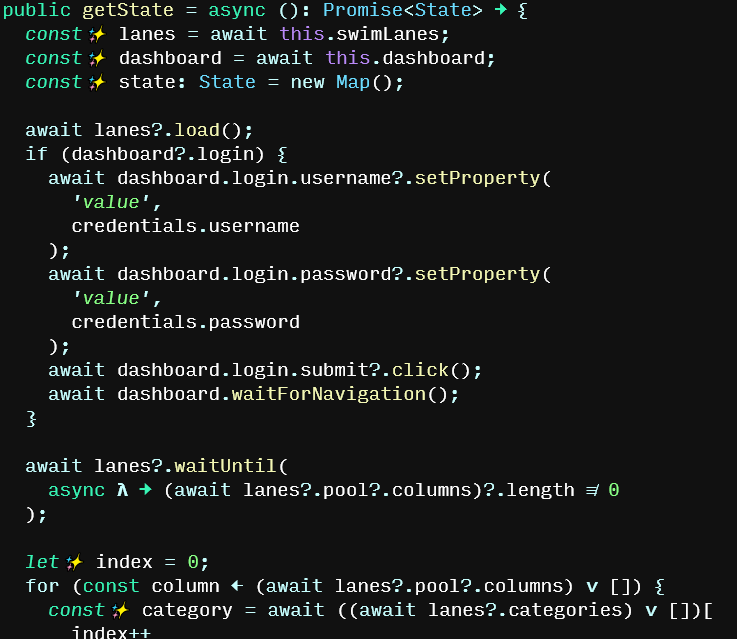 public getState = async (): Promise<State> → {
const✨ lanes = await this.swimLanes;
const✨ dashboard = await this.dashboard;
const✨ state: State = new Map();
await lanes?.load();
if (dashboard?.login) {
await dashboard.login.username?.setProperty(
'value',
credentials.username
);
await dashboard.login.password?.setProperty(
'value',
credentials.password
);
await dashboard.login.submit?.click();
await dashboard.waitForNavigation();
}
await lanes?.waitUntil(
async λ → (await lanes?.pool?.columns)?.length ≢ 0
);
let✨ index = 0;
for (const column ← (await lanes?.pool?.columns) ∨ []) {
const✨ category = await ((await lanes?.categories) ∨ [])[
index++